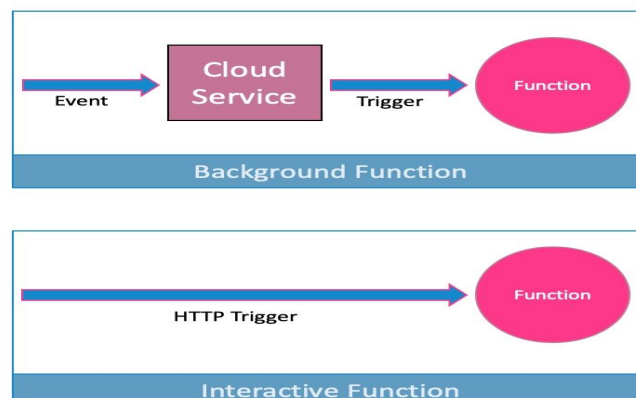 Cloud
Service
Function
Event
Trigger
Background Function
Function
HTTP Trigger
Interactive Function